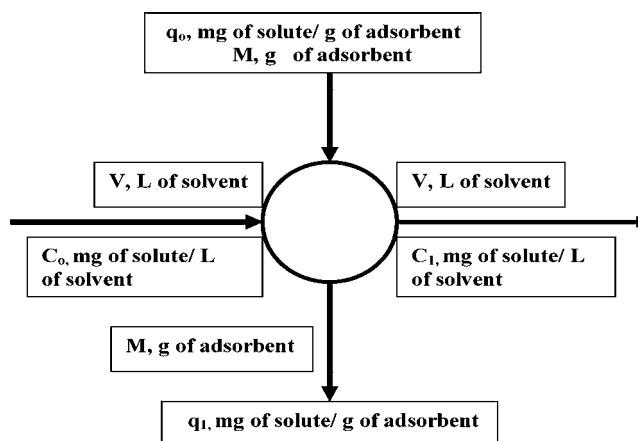 qₒ, mg of solute/ g of adsorbent
M, g of adsorbent
V, L of solvent
V, L of solvent
Cₒ, mg of solute/ L
of solvent
C₁, mg of solute/ L
of solvent
M, g of adsorbent
q₁, mg of solute/ g of adsorbent